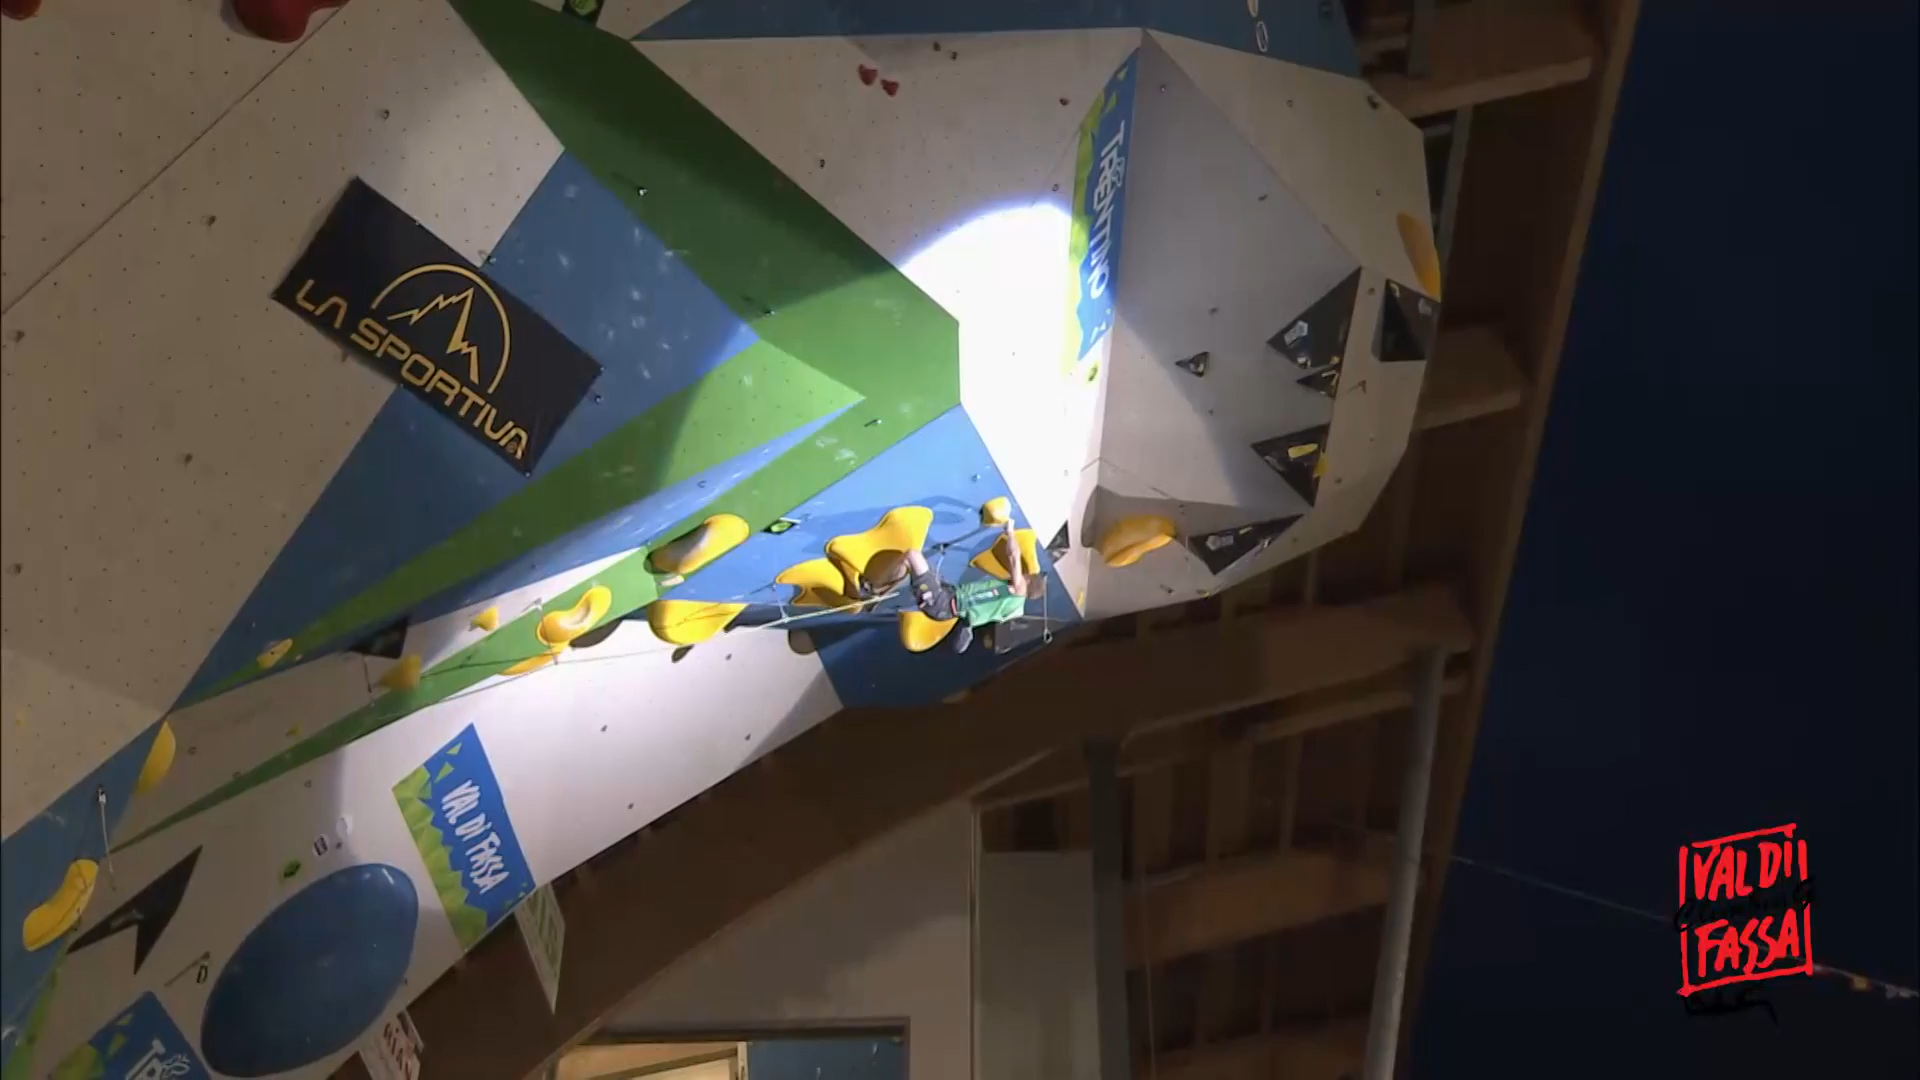 TRENTINO
LA SPORTIVA
VAL DI FASSA
VAL DI
FASSA